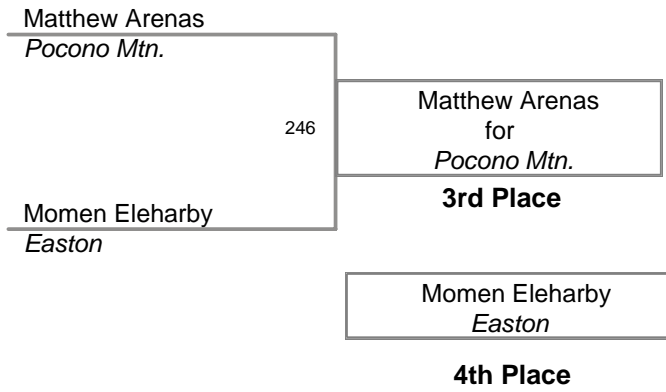 Matthew Arenas
Pocono Mtn.
246
Matthew Arenas
for
Pocono Mtn.
3rd Place
Momen Eleharby
Easton
Momen Eleharby
Easton
4th Place